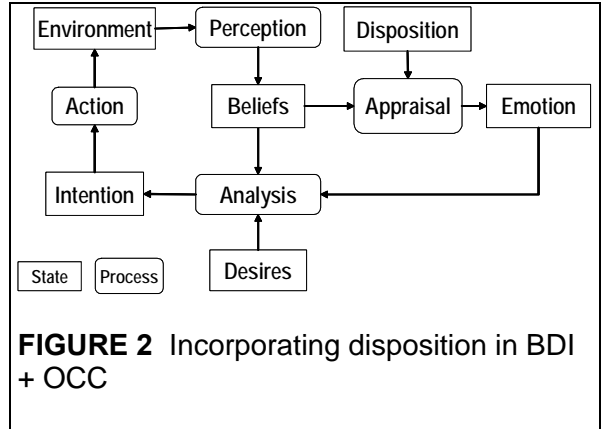 Environment Perception Disposition
Action Beliefs Appraisal Emotion
Intention Analysis
State Process Desires
FIGURE 2 Incorporating disposition in BDI
+ OCC